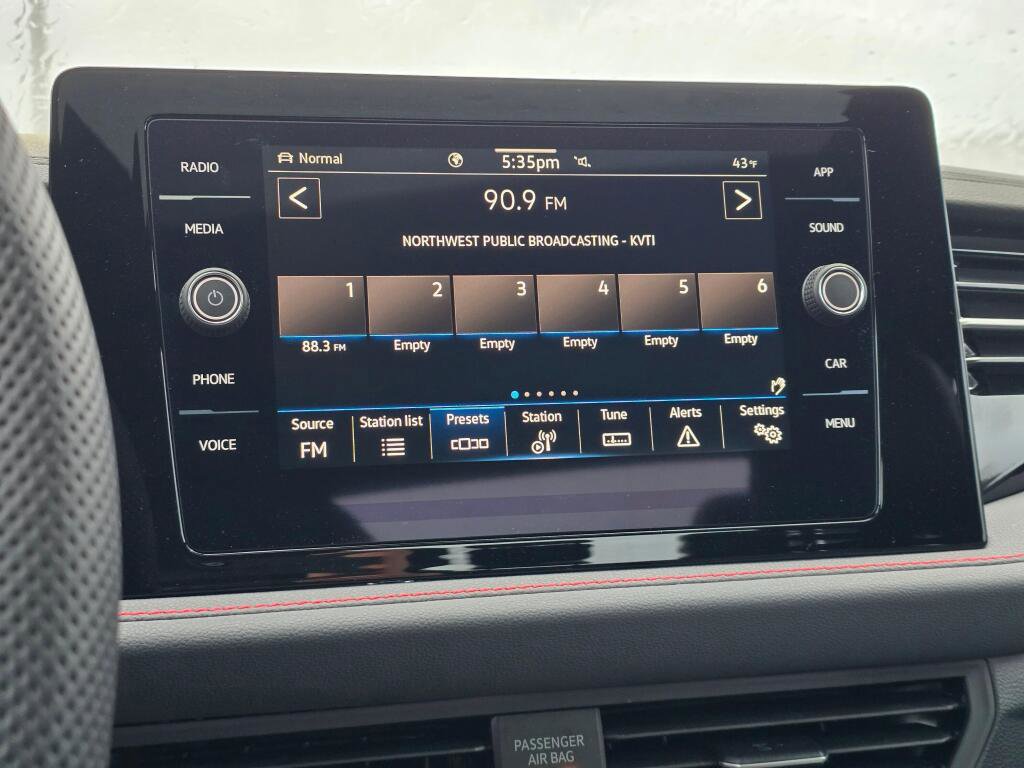 RADIO
MEDIA
PHONE
VOICE
Normal
5:35pm
43°F
90.9 FM
NORTHWEST PUBLIC BROADCASTING - KVTI
1 2 3 4 5 6
88.3 FM Empty Empty Empty Empty Empty
Source Station list Presets Station Tune Alerts Settings
FM
APP
SOUND
CAR
MENU
PASSENGER
AIR BAG